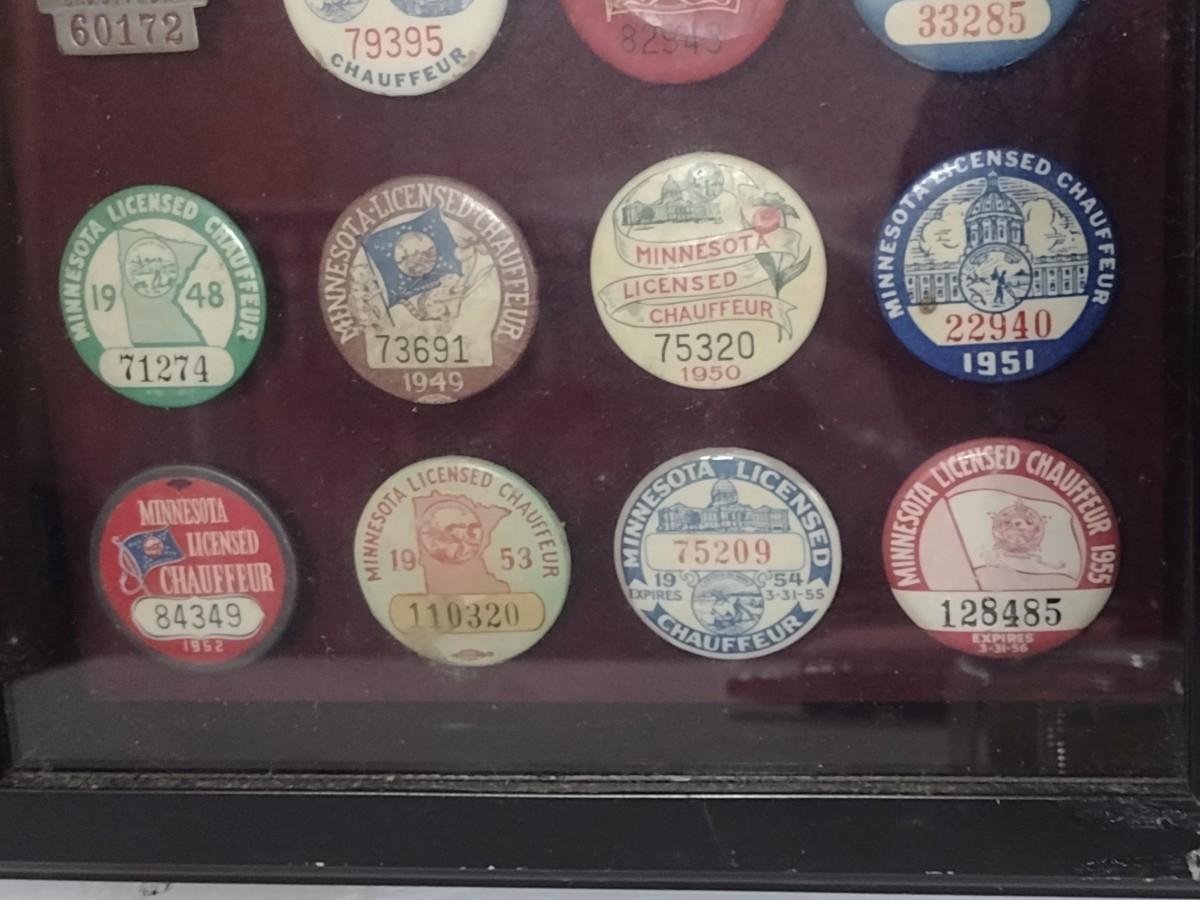 60172
79395
CHAUFFEUR
82943
33285
MINNESOTA LICENSED CHAUFFEUR
19 48
71274
MINNESOTA·LICENSED·CHAUFFEUR
73691
1949
MINNESOTA
LICENSED
CHAUFFEUR
75320
1950
MINNESOTA·LICENSED CHAUFFEUR
22940
1951
MINNESOTA
LICENSED
CHAUFFEUR
84349
1952
MINNESOTA LICENSED CHAUFFEUR
19 53
110320
MINNESOTA LICENSED
75209
19 54
EXPIRES 3-31-55
CHAUFFEUR
MINNESOTA LICENSED CHAUFFEUR 1955
128485
EXPIRES
3-31-56